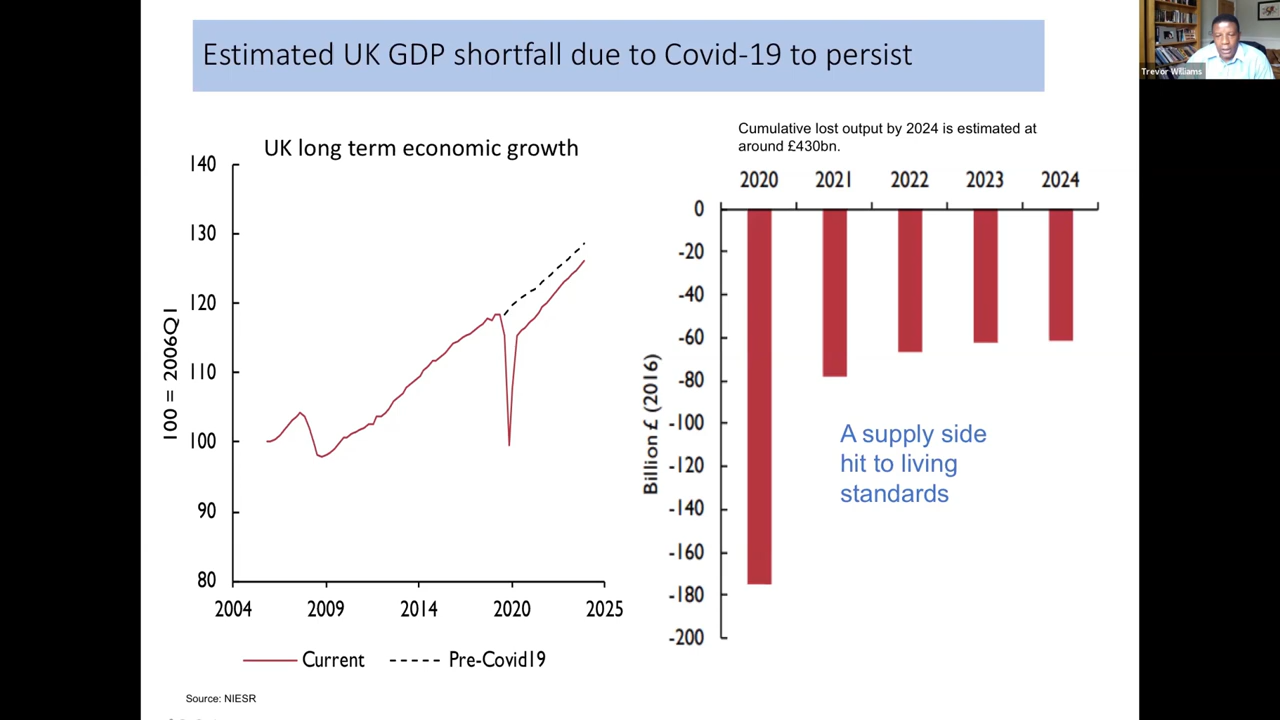 Estimated UK GDP shortfall due to Covid-19 to persist
Trevor Williams
UK long term economic growth
140
130
120
110
100
90
80
100 = 2006Q1
2004 2009 2014 2020 2025
Current Pre-Covid19
Source: NIESR
Cumulative lost output by 2024 is estimated at
around £430bn.
2020 2021 2022 2023 2024
0
-20
-40
-60
-80
-100
-120
-140
-160
-180
-200
Billion £ (2016)
A supply side
hit to living
standards